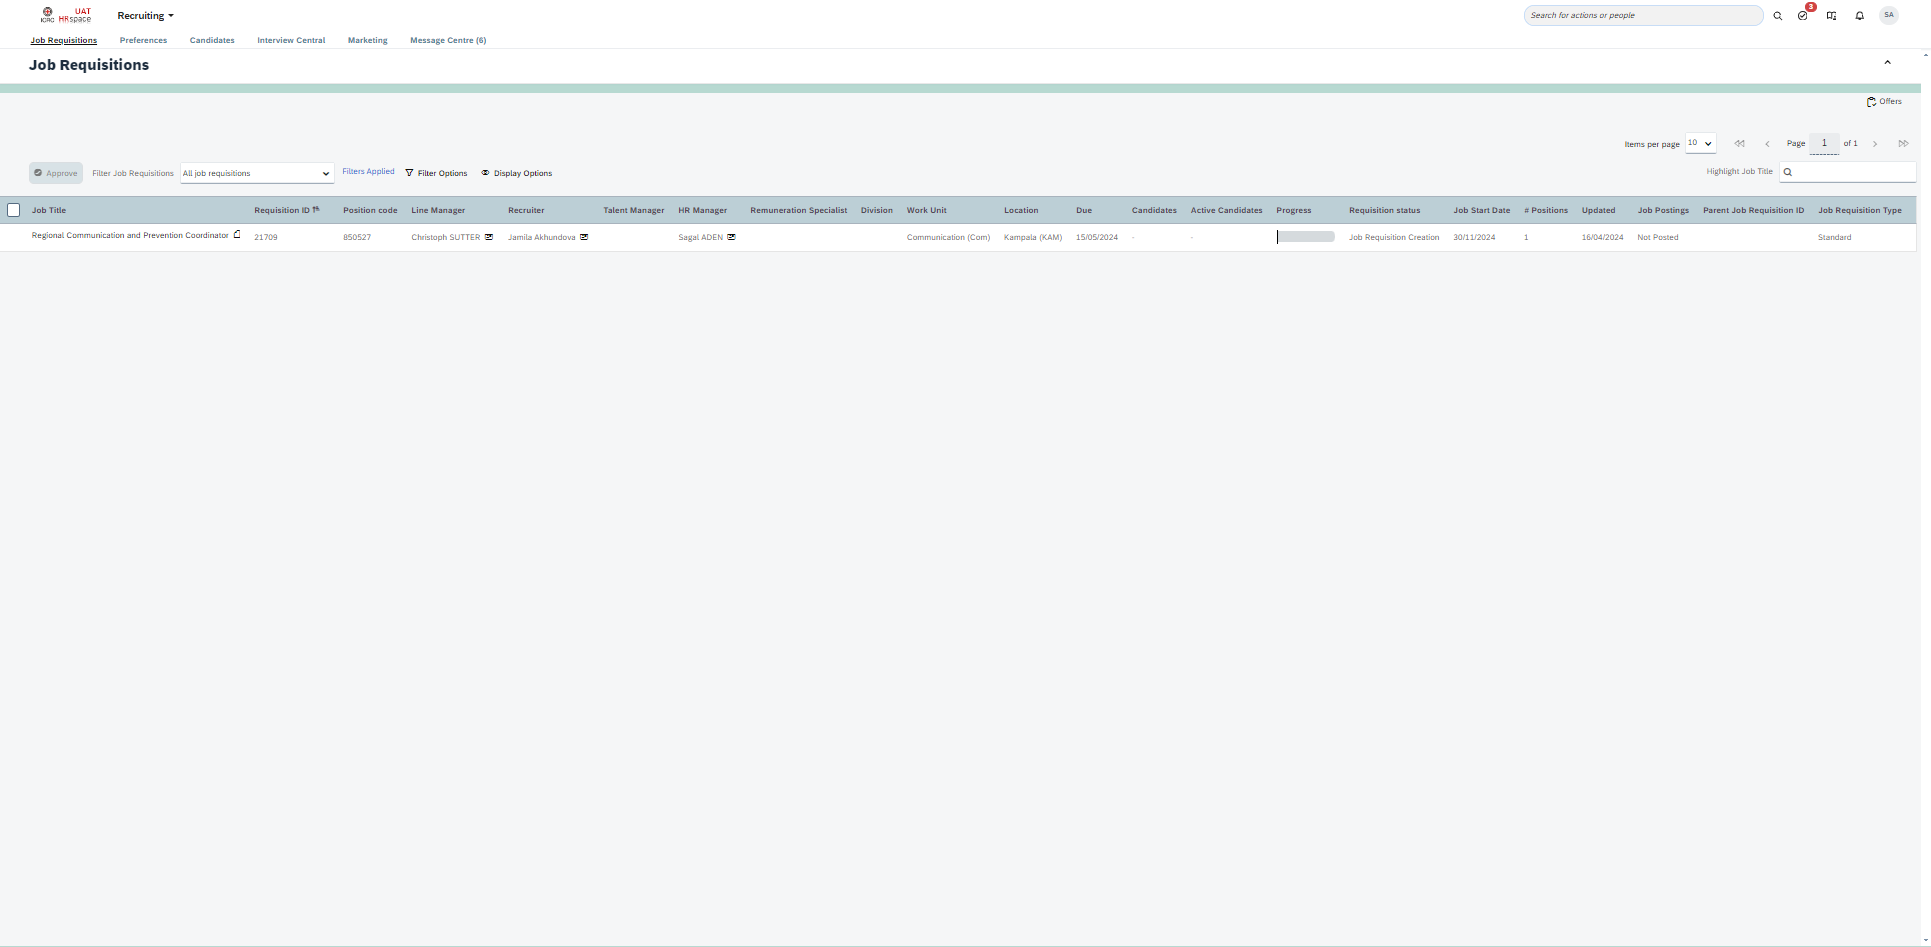 ICRC UAT HRspace Recruiting Search for actions or people 3 SA
Job Requisitions Preferences Candidates Interview Central Marketing Message Centre (6)
Job Requisitions
Offers
Items per page 10 Page 1 of 1
Approve Filter Job Requisitions All job requisitions Filters Applied Filter Options Display Options Highlight Job Title
Job Title Requisition ID Position code Line Manager Recruiter Talent Manager HR Manager Remuneration Specialist Division Work Unit Location Due Candidates Active Candidates Progress Requisition status Job Start Date # Positions Updated Job Postings Parent Job Requisition ID Job Requisition Type
Regional Communication and Prevention Coordinator 21709 850527 Christoph SUTTER Jamila Akhundova Sagal ADEN Communication (Com) Kampala (KAM) 15/05/2024 - - Job Requisition Creation 30/11/2024 1 16/04/2024 Not Posted Standard